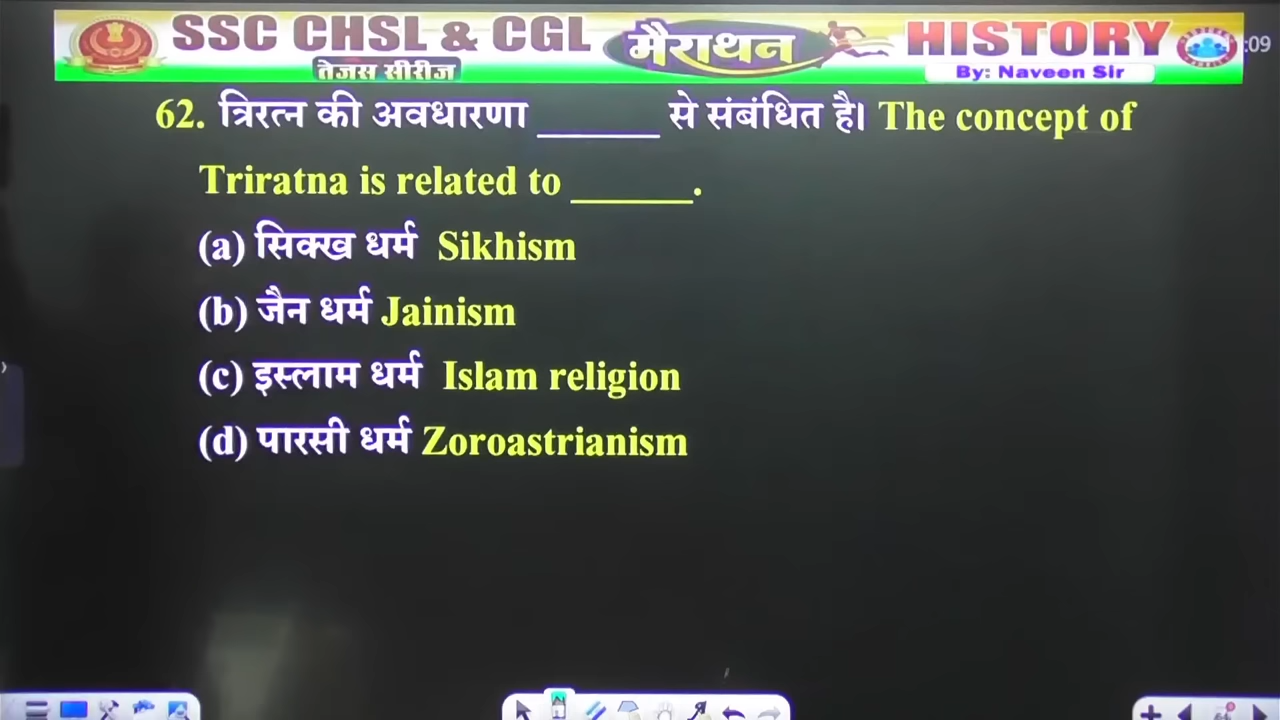 SSC CHSL & CGL
तेजस सीरीज
मैराथन
HISTORY
By: Naveen Sir
:09
62. त्रिरत्न की अवधारणा ______ से संबंधित है। The concept of
Triratna is related to ______.
(a) सिक्ख धर्म Sikhism
(b) जैन धर्म Jainism
(c) इस्लाम धर्म Islam religion
(d) पारसी धर्म Zoroastrianism